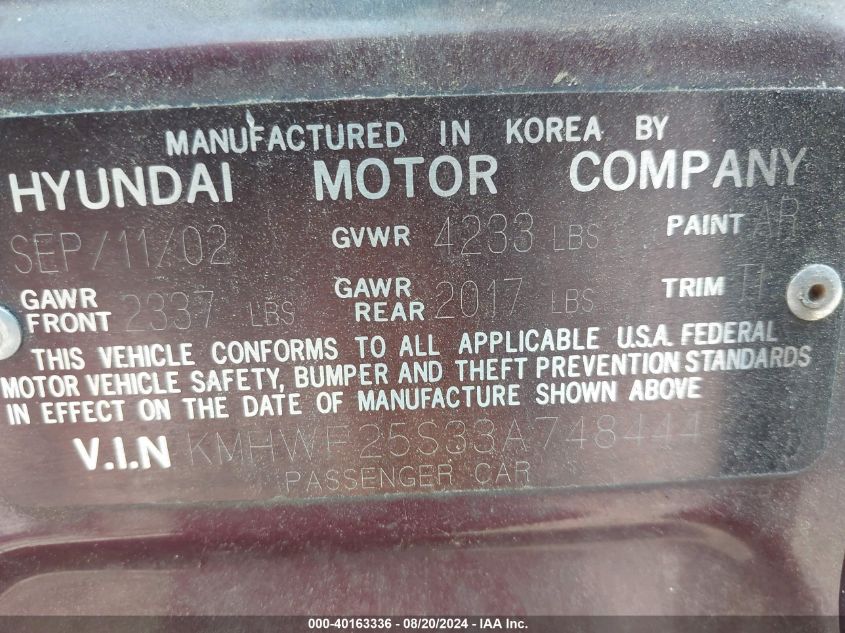 MANUFACTURED IN KOREA BY
HYUNDAI MOTOR COMPANY
SEP/11/02 GVWR 4233 LBS PAINT AR
GAWR FRONT 2337 LBS GAWR REAR 2017 LBS TRIM T1
THIS VEHICLE CONFORMS TO ALL APPLICABLE U.S.A. FEDERAL
MOTOR VEHICLE SAFETY, BUMPER AND THEFT PREVENTION STANDARDS
IN EFFECT ON THE DATE OF MANUFACTURE SHOWN ABOVE
V.I.N KMHWF25S33A748444
PASSENGER CAR
000-40163336 - 08/20/2024 - IAA Inc.